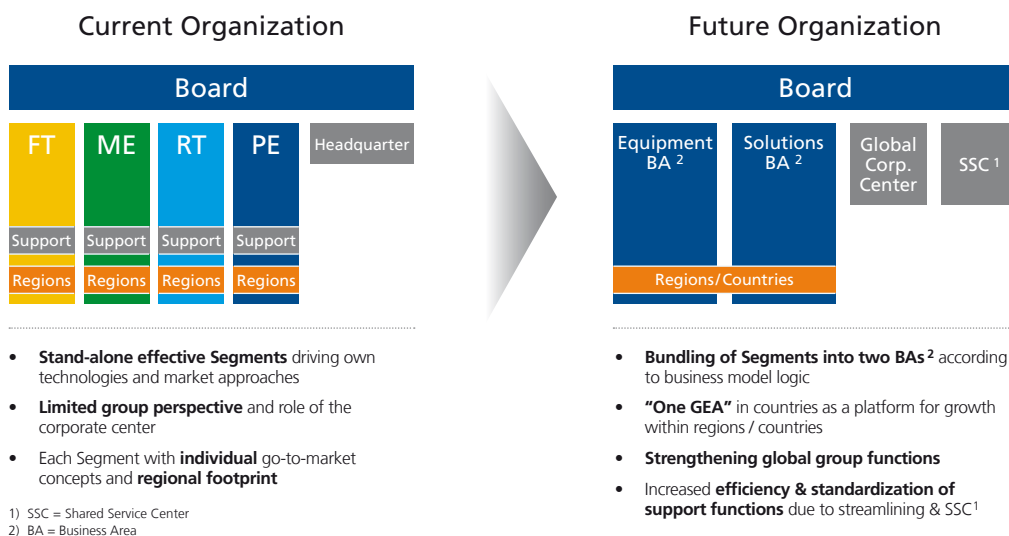 Current Organization
Board
FT
ME
RT
PE
Headquarter
Support
Support
Support
Support
Regions
Regions
Regions
Regions
• Stand-alone effective Segments driving own
technologies and market approaches
• Limited group perspective and role of the
corporate center
• Each Segment with individual go-to-market
concepts and regional footprint
1) SSC = Shared Service Center
2) BA = Business Area
Future Organization
Board
Equipment
BA 2
Solutions
BA 2
Global
Corp.
Center
SSC 1
Regions/Countries
• Bundling of Segments into two BAs 2 according
to business model logic
• “One GEA” in countries as a platform for growth
within regions / countries
• Strengthening global group functions
• Increased efficiency & standardization of
support functions due to streamlining & SSC1